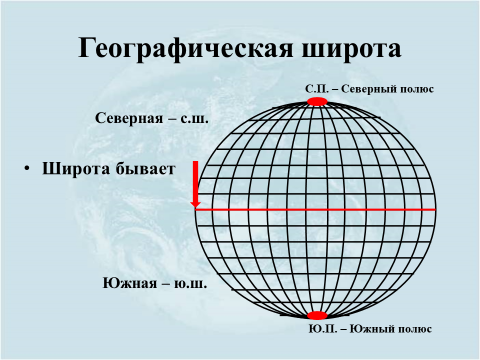 Географическая широта
С.П. – Северный полюс
Северная – с.ш.
• Широта бывает
Южная – ю.ш.
Ю.П. – Южный полюс